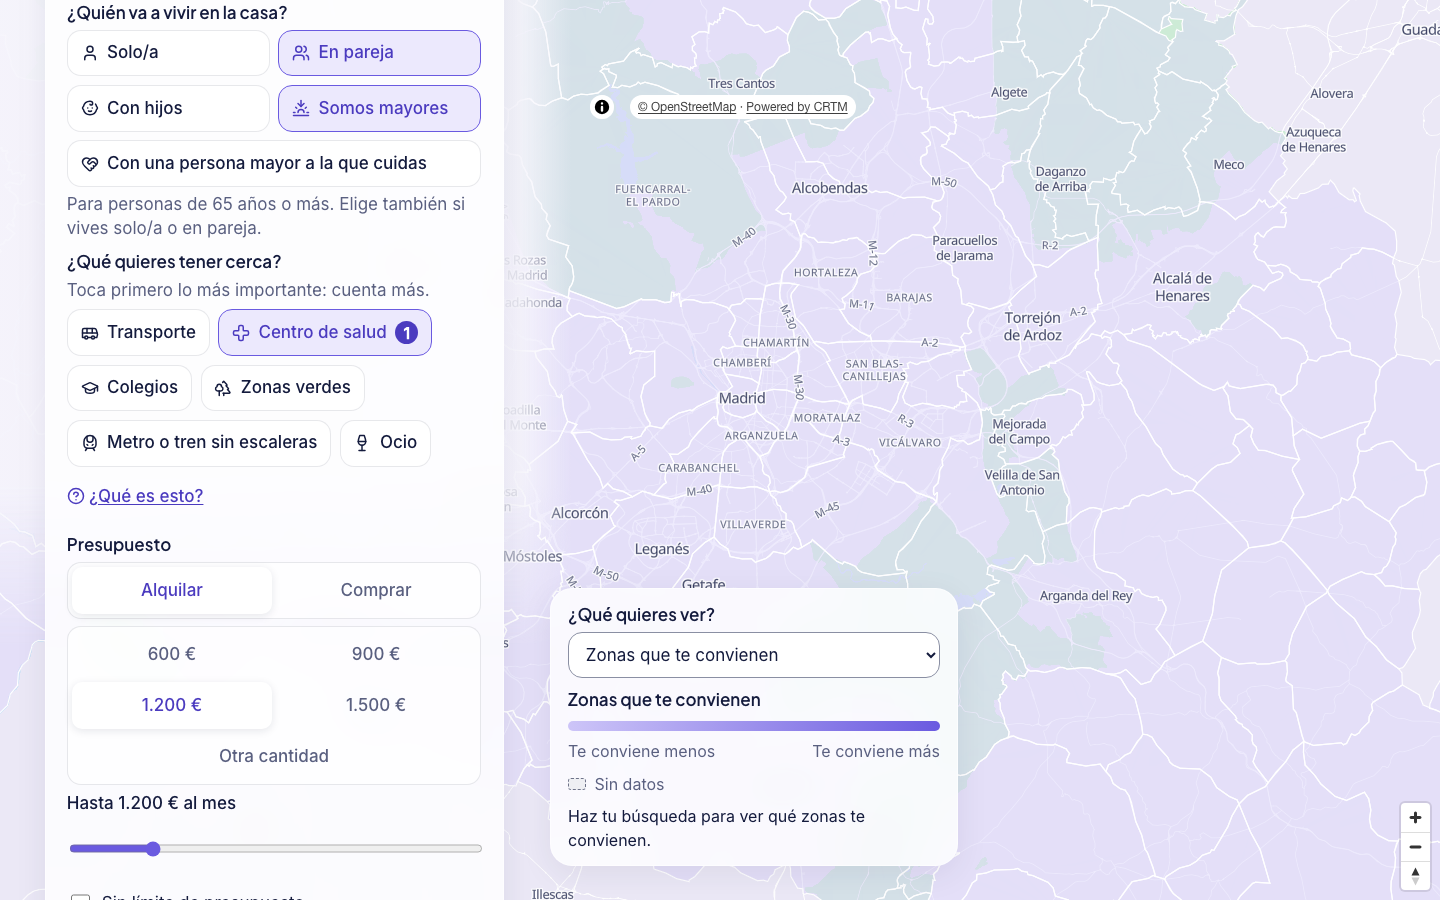 ¿Quién va a vivir en la casa?
Solo/a
En pareja
Con hijos
Somos mayores
Con una persona mayor a la que cuidas
Para personas de 65 años o más. Elige también si
vives solo/a o en pareja.
¿Qué quieres tener cerca?
Toca primero lo más importante: cuenta más.
Transporte
Centro de salud 1
Colegios
Zonas verdes
Metro o tren sin escaleras
Ocio
¿Qué es esto?
Presupuesto
Alquilar
Comprar
600 €
900 €
1.200 €
1.500 €
Otra cantidad
Hasta 1.200 € al mes
Tres Cantos
© OpenStreetMap · Powered by CRTM
Algete
Alovera
Azuqueca
de Henares
Meco
Daganzo
de Arriba
FUENCARRAL-
EL PARDO
Alcobendas
M-50
M-40
M-12
Paracuellos
de Jarama
R-2
HORTALEZA
BARAJAS
M-11
M-30
Alcalá de
Henares
Torrejón
de Ardoz
A-2
CHAMARTÍN
A-2
CHAMBERÍ
SAN BLAS-
CANILLEJAS
M-30
Madrid
MORATALAZ
R-3
ARGANZUELA
A-3
VICÁLVARO
Mejorada
del Campo
A-5
CARABANCHEL
Velilla de San
Antonio
M-40
Alcorcón
M-45
VILLAVERDE
Móstoles
Leganés
M-50
Getafe
Arganda del Rey
¿Qué quieres ver?
Zonas que te convienen
Zonas que te convienen
Te conviene menos
Te conviene más
Sin datos
Haz tu búsqueda para ver qué zonas te
convienen.
Illescas